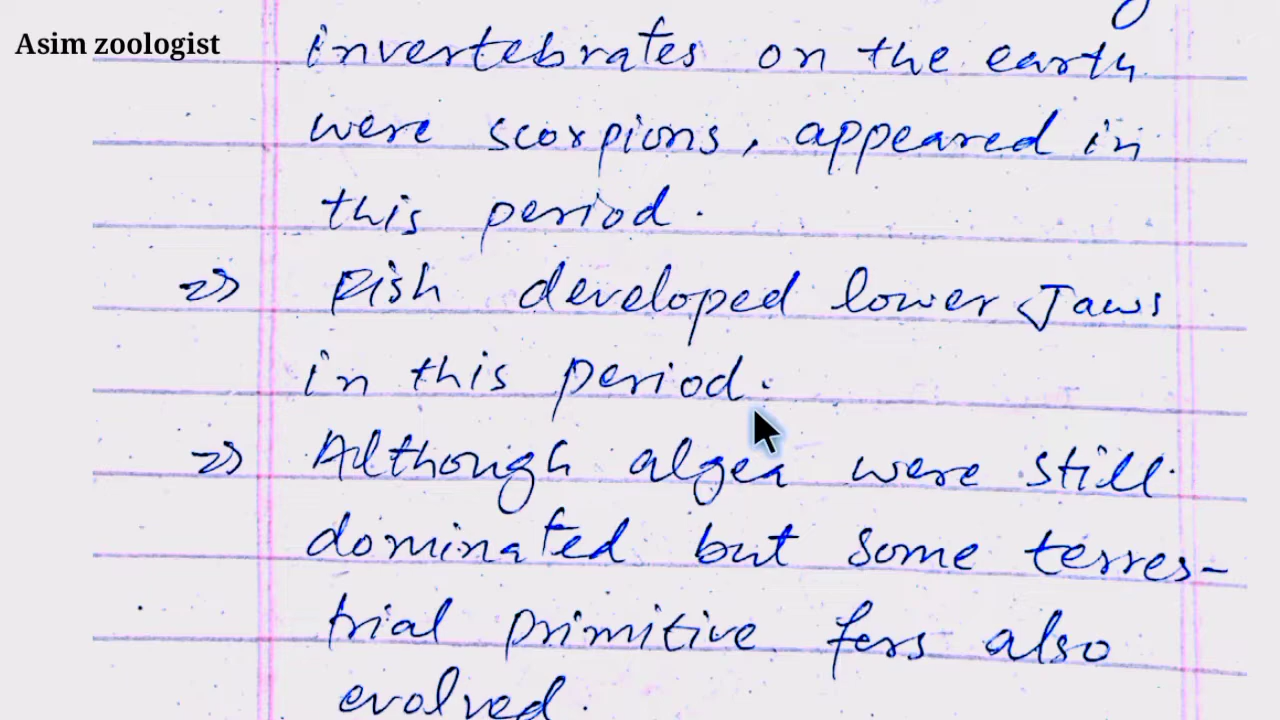 Asim zoologist
invertebrates on the earth
were scorpions, appeared in
this period.
⇒ Fish developed lower Jaws
in this period.
⇒ Although algea were still
dominated but some terres-
trial primitive fers also
evolved.